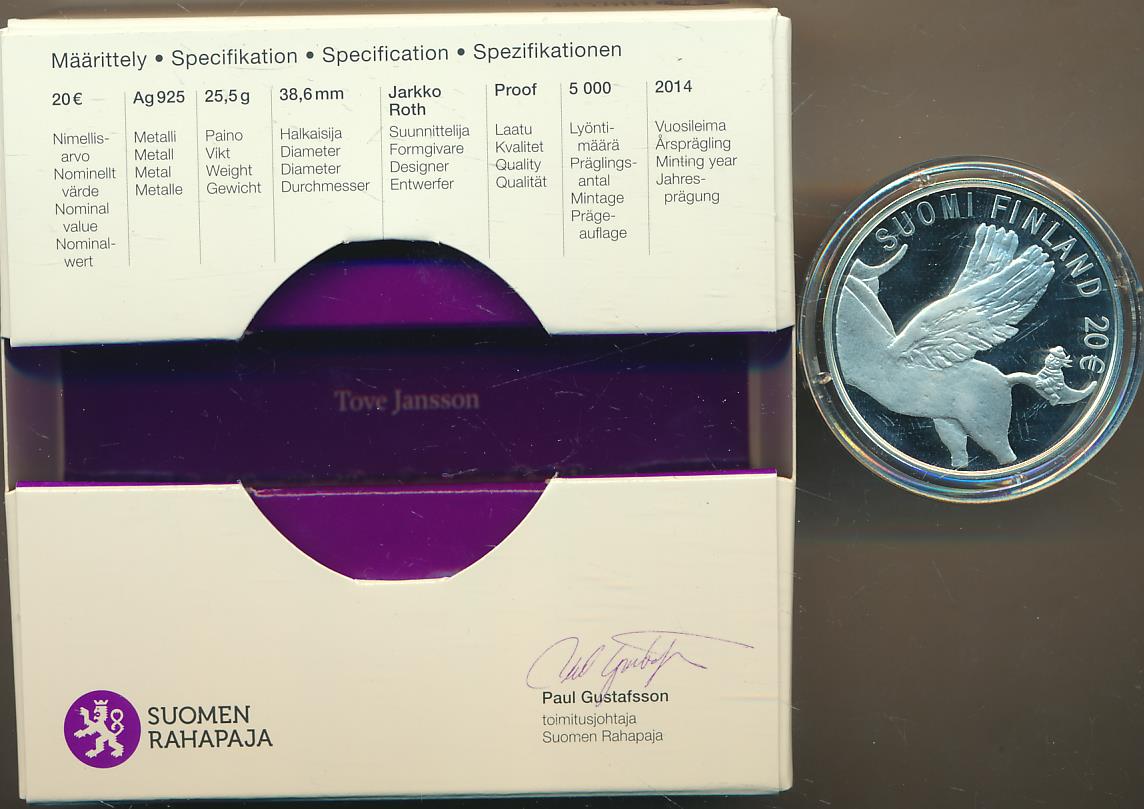 Määrittely • Specifikation • Specification • Spezifikationen
20 €
Nimellis-
arvo
Nominellt
värde
Nominal
value
Nominal-
wert
Ag 925
Metalli
Metall
Metal
Metalle
25,5 g
Paino
Vikt
Weight
Gewicht
38,6 mm
Halkaisija
Diameter
Diameter
Durchmesser
Jarkko
Roth
Suunnittelija
Formgivare
Designer
Entwerfer
Proof
Laatu
Kvalitet
Quality
Qualität
5 000
Lyönti-
määrä
Präglings-
antal
Mintage
Präge-
auflage
2014
Vuosileima
Årsprägling
Minting year
Jahres-
prägung
Tove Jansson
Paul Gustafsson
toimitusjohtaja
Suomen Rahapaja
SUOMEN
RAHAPAJA
SUOMI FINLAND 20 €